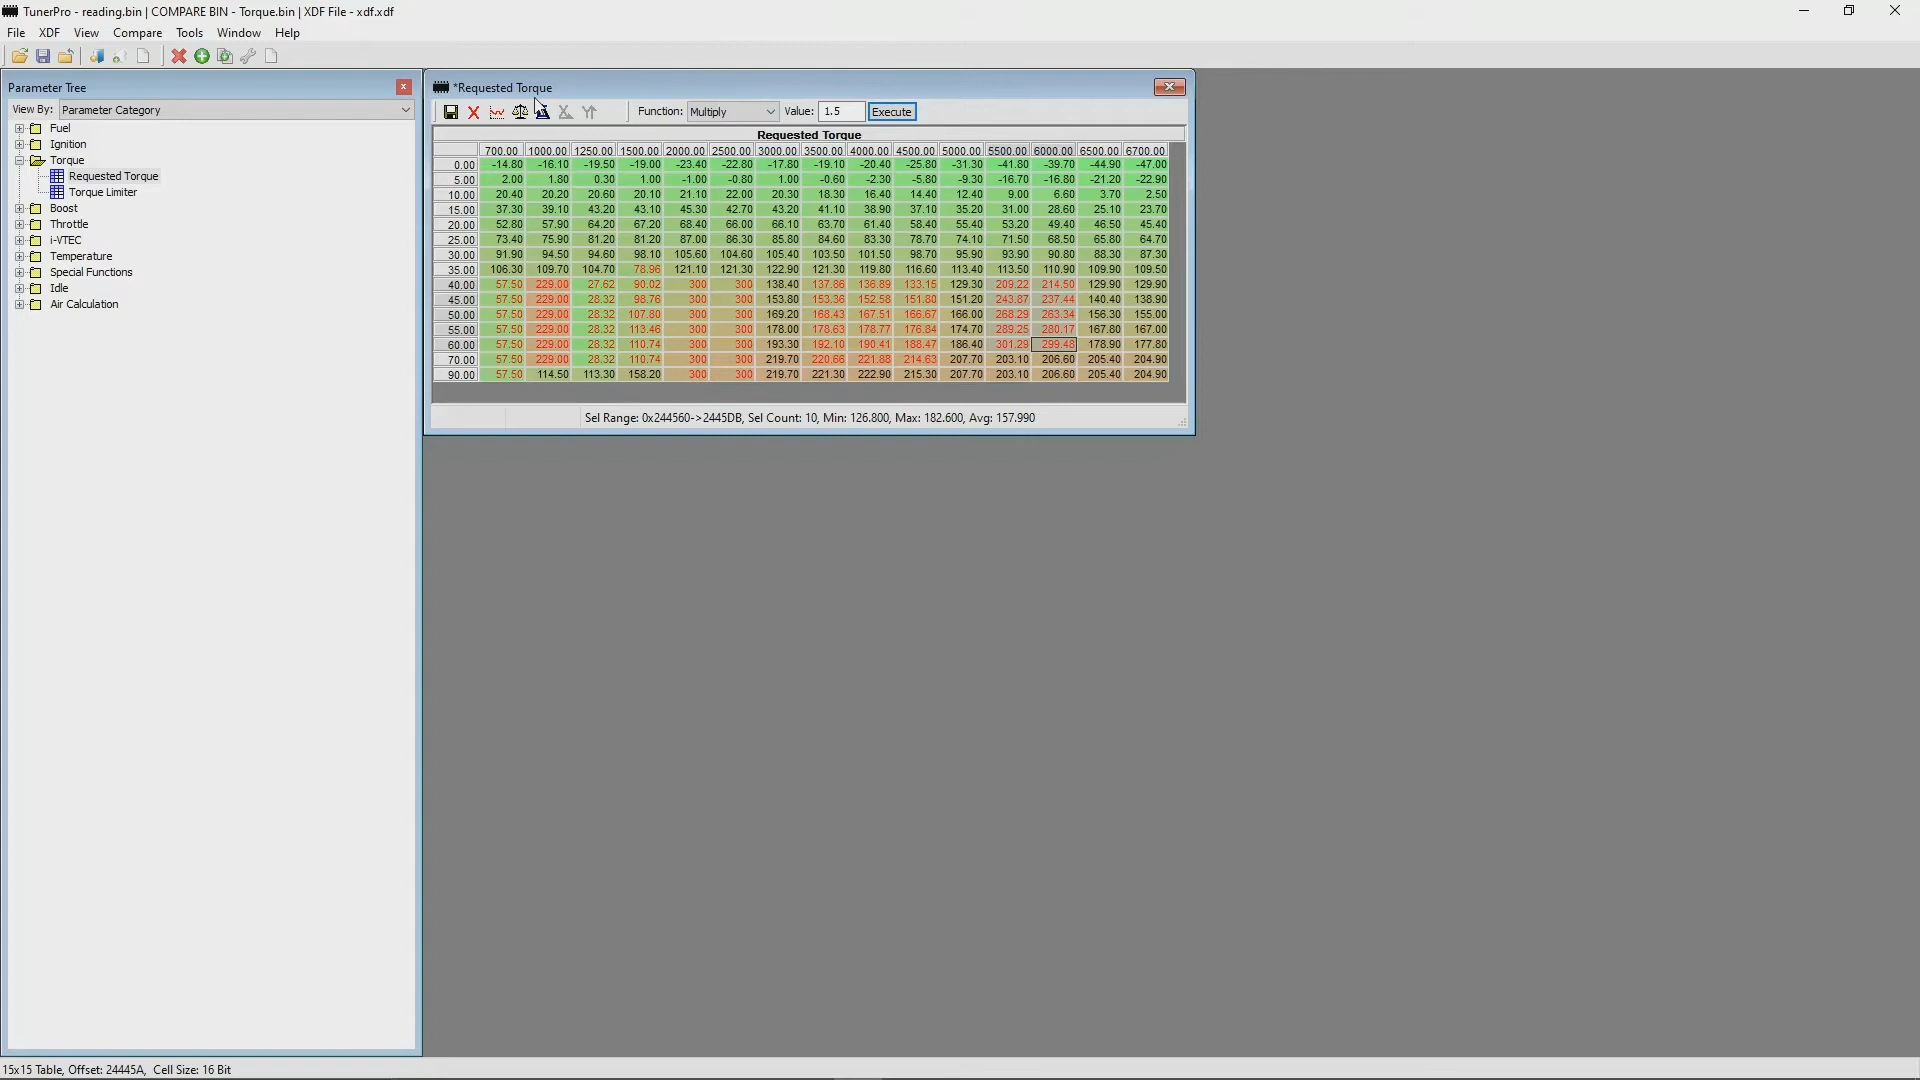 TunerPro - reading.bin | COMPARE BIN - Torque.bin | XDF File - xdf.xdf
File XDF View Compare Tools Window Help
Parameter Tree
View By: Parameter Category
Fuel
Ignition
Torque
Requested Torque
Torque Limiter
Boost
Throttle
i-VTEC
Temperature
Special Functions
Idle
Air Calculation
*Requested Torque
Function: Multiply Value: 1.5 Execute
Requested Torque
700.00 1000.00 1250.00 1500.00 2000.00 2500.00 3000.00 3500.00 4000.00 4500.00 5000.00 5500.00 6000.00 6500.00 6700.00
0.00 -14.80 -16.10 -19.50 -19.00 -23.40 -22.80 -17.80 -19.10 -20.40 -25.80 -31.30 -41.80 -39.70 -44.90 -47.00
5.00 2.00 1.80 0.30 1.00 -1.00 -0.80 1.00 -0.60 -2.30 -5.80 -9.30 -16.70 -16.80 -21.20 -22.90
10.00 20.40 20.20 20.60 20.10 21.10 22.00 20.30 18.30 16.40 14.40 12.40 9.00 6.60 3.70 2.50
15.00 37.30 39.10 43.20 43.10 45.30 42.70 43.20 41.10 38.90 37.10 35.20 31.00 28.60 25.10 23.70
20.00 52.80 57.90 64.20 67.20 68.40 66.00 66.10 63.70 61.40 58.40 55.40 53.20 49.40 46.50 45.40
25.00 73.40 75.90 81.20 81.20 87.00 86.30 85.80 84.60 83.30 78.70 74.10 71.50 68.50 65.80 64.70
30.00 91.90 94.50 94.60 98.10 105.60 104.60 105.40 103.50 101.50 98.70 95.90 93.90 90.80 88.30 87.30
35.00 106.30 109.70 104.70 78.96 121.10 121.30 122.90 121.30 119.80 116.60 113.40 113.50 110.90 109.90 109.50
40.00 57.50 229.00 27.62 90.02 300 300 138.40 137.86 136.89 133.15 129.30 209.22 214.50 129.90 129.90
45.00 57.50 229.00 28.32 98.76 300 300 153.80 153.36 152.58 151.80 151.20 243.87 237.44 140.40 138.90
50.00 57.50 229.00 28.32 107.80 300 300 169.20 168.43 167.51 166.67 166.00 268.29 263.34 156.30 155.00
55.00 57.50 229.00 28.32 113.46 300 300 178.00 178.63 178.77 176.84 174.70 289.25 280.17 167.80 167.00
60.00 57.50 229.00 28.32 110.74 300 300 193.30 192.10 190.41 188.47 186.40 301.29 299.48 178.90 177.80
70.00 57.50 229.00 28.32 110.74 300 300 219.70 220.66 221.88 214.63 207.70 203.10 206.60 205.40 204.90
90.00 57.50 114.50 113.30 158.20 300 300 219.70 221.30 222.90 215.30 207.70 203.10 206.60 205.40 204.90
Sel Range: 0x244560->2445DB, Sel Count: 10, Min: 126.800, Max: 182.600, Avg: 157.990
15x15 Table, Offset: 24445A, Cell Size: 16 Bit